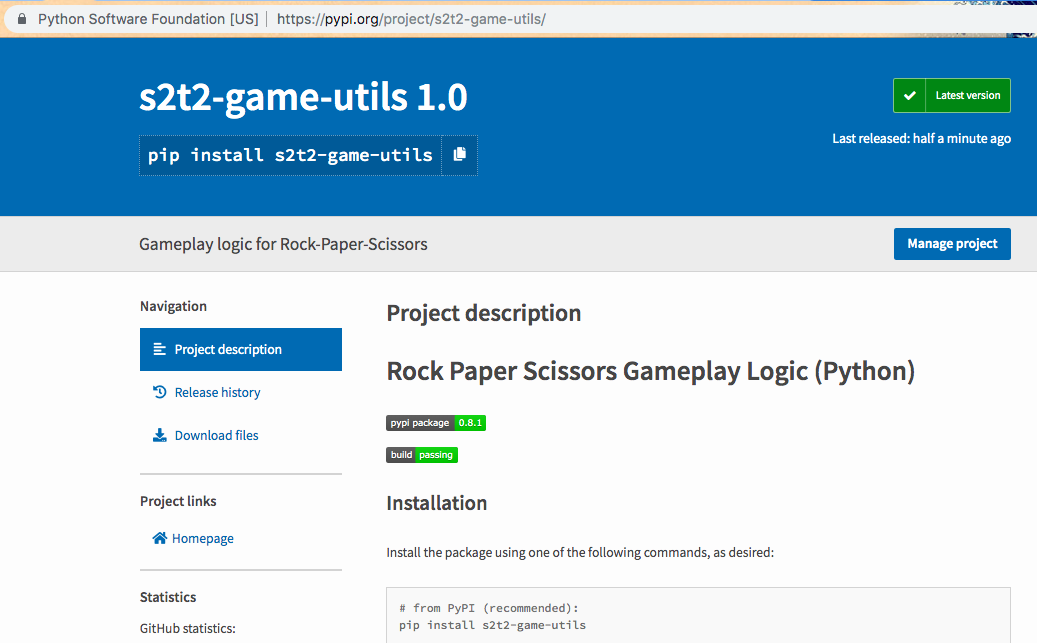 Python Software Foundation [US] | https://pypi.org/project/s2t2-game-utils/
s2t2-game-utils 1.0
Latest version
pip install s2t2-game-utils
Last released: half a minute ago
Gameplay logic for Rock-Paper-Scissors
Manage project
Navigation
Project description
Release history
Download files
Project links
Homepage
Statistics
GitHub statistics:
Project description
Rock Paper Scissors Gameplay Logic (Python)
pypi package 0.8.1
build passing
Installation
Install the package using one of the following commands, as desired:
# from PyPI (recommended):
pip install s2t2-game-utils